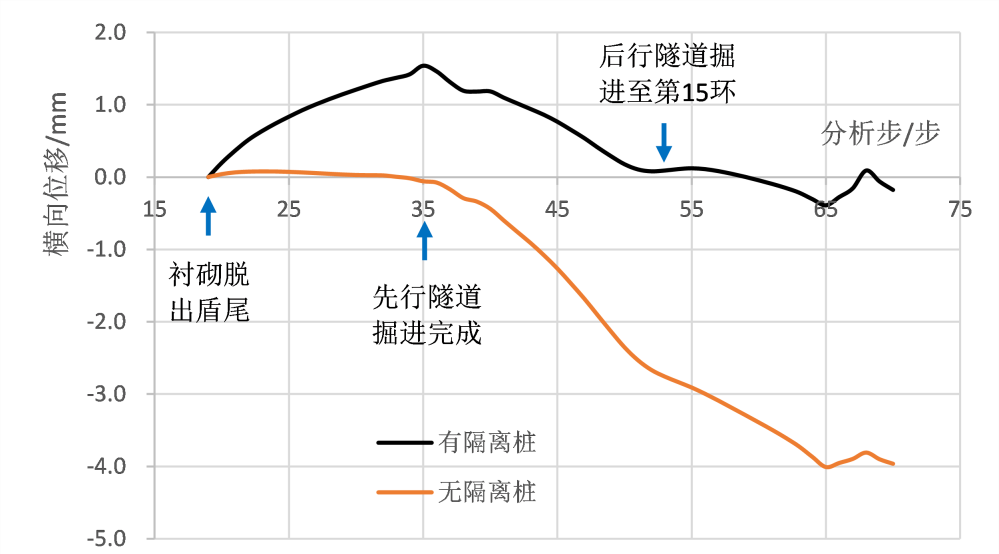 2.0
1.0
0.0
-1.0
-2.0
-3.0
-4.0
-5.0
横向位移/mm
15
25
35
45
55
65
75
分析步/步
后行隧道掘
进至第15环
衬砌脱
出盾尾
先行隧道
掘进完成
有隔离桩
无隔离桩